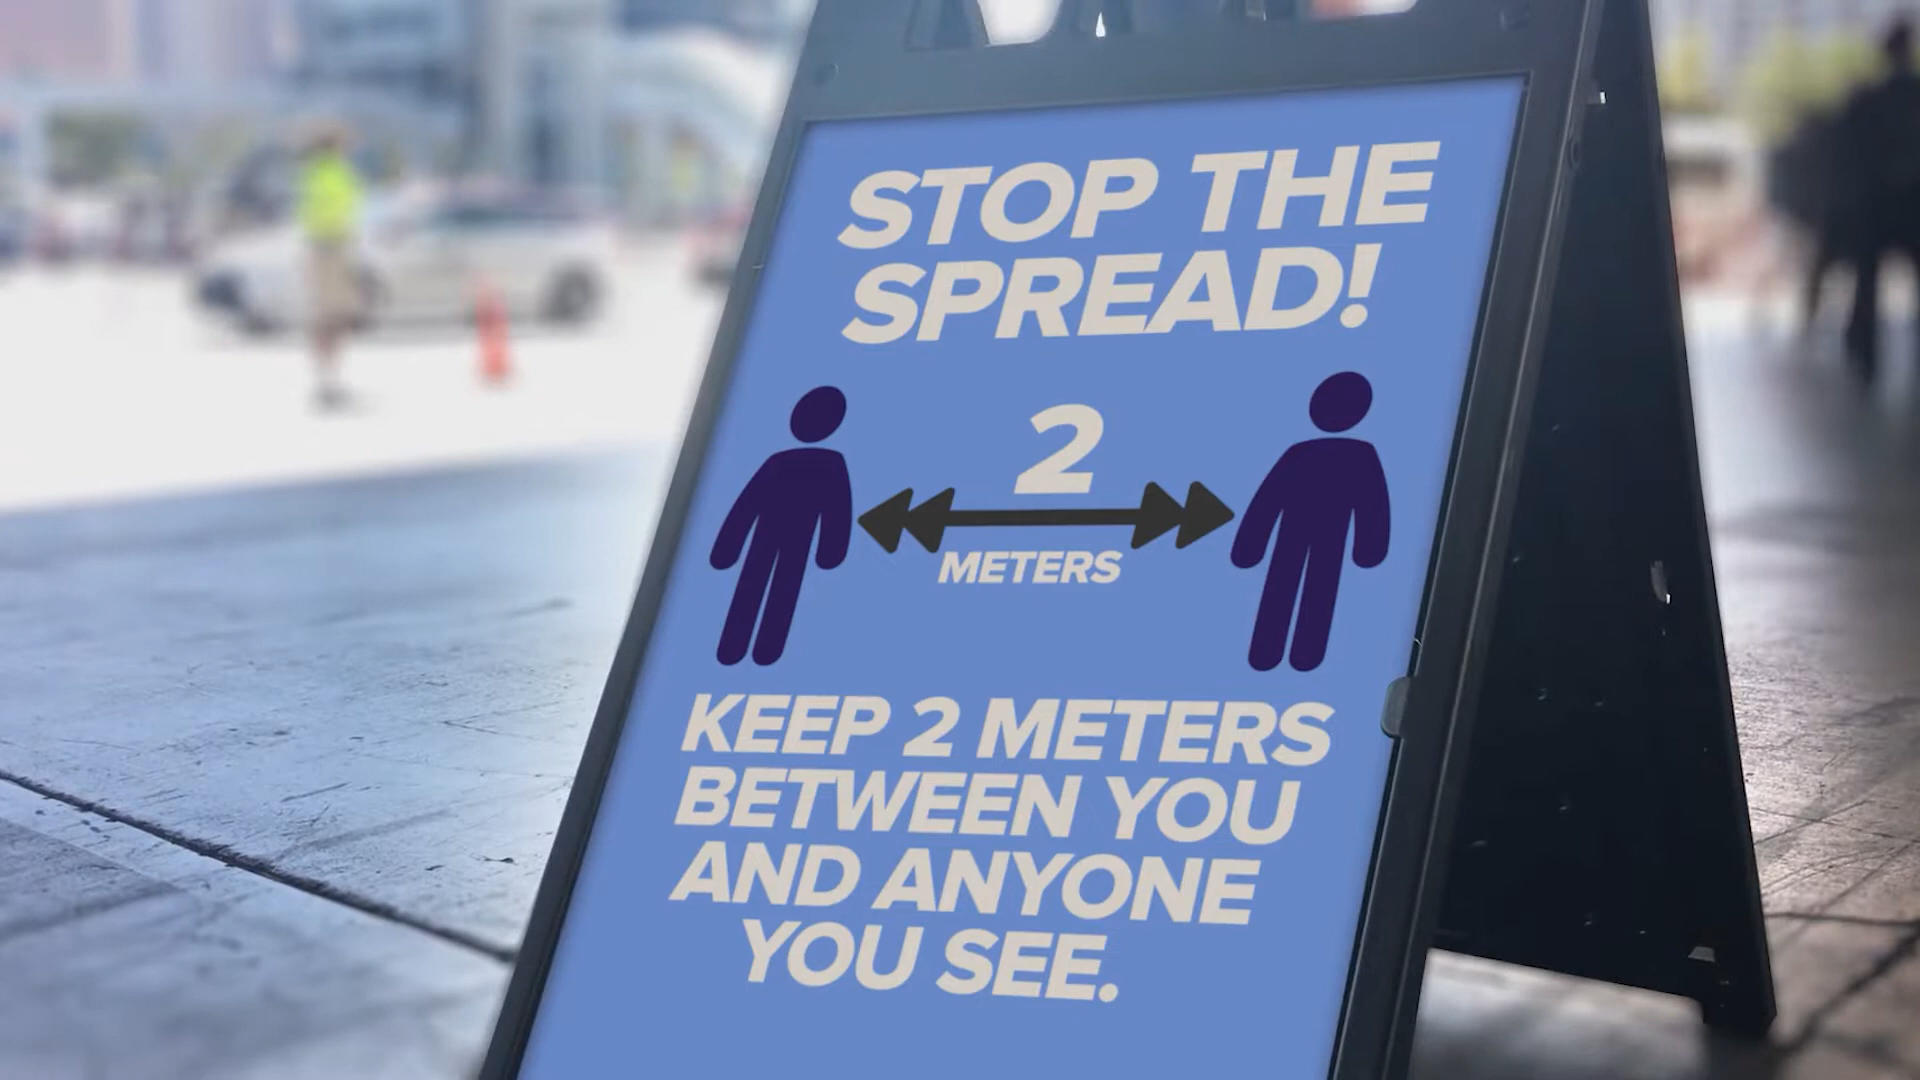 STOP THE
SPREAD!
2
METERS
KEEP 2 METERS
BETWEEN YOU
AND ANYONE
YOU SEE.